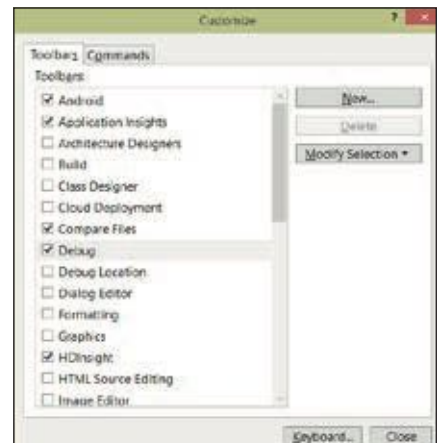 Customize
?
Toolbars Commands
Toolbars
Android
Application Insights
Architecture Designers
Build
Class Designer
Cloud Deployment
Compare Files
Debug
Debug Location
Dialog Editor
Formatting
Graphics
HDInsight
HTML Source Editing
Image Editor
New...
Delete
Modify Selection
Keyboard... Close